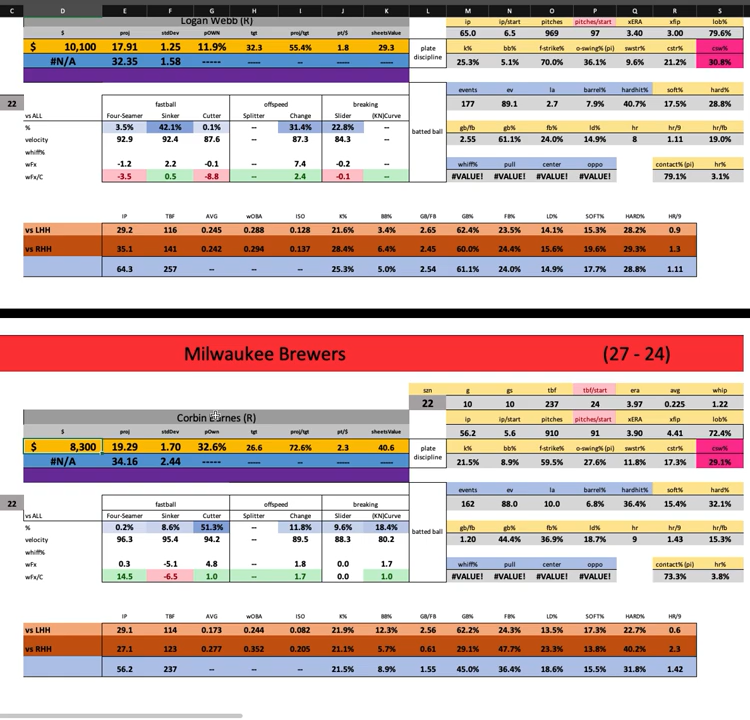 C D E F G H I J K L M N O P Q R S
Logan Webb (R) ip ip/start pitches pitches/start xERA xfip lob%
$ proj stdDev pOWN tgt proj/tgt pt/$ sheetsValue 65.0 6.5 969 97 3.40 3.00 79.6%
$ 10,100 17.91 1.25 11.9% 32.3 55.4% 1.8 29.3 plate discipline k% bb% f-strike% o-swing% (pi) swstr% cstr% csw%
#N/A 32.35 1.58 ----- ---- --- --- ---- 25.3% 5.1% 70.0% 36.1% 9.6% 21.2% 30.8%
events ev la barrel% hardhit% soft% hard%
22 fastball offspeed breaking batted ball 177 89.1 2.7 7.9% 40.7% 17.5% 28.8%
vs ALL Four-Seamer Sinker Cutter Splitter Change Slider (KN)Curve
% 3.5% 42.1% 0.1% -- 31.4% 22.8% -- gb/fb gb% fb% ld% hr hr/9 hr/fb
velocity 92.9 92.4 87.6 -- 87.3 84.3 -- 2.55 61.1% 24.0% 14.9% 8 1.11 19.0%
whiff%
wFx -1.2 2.2 -0.1 -- 7.4 -0.2 -- whiff% pull center oppo contact% (pi) hr%
wFx/C -3.5 0.5 -8.8 -- 2.4 -0.1 -- #VALUE! #VALUE! #VALUE! #VALUE! 79.1% 3.1%
IP TBF AVG wOBA ISO K% BB% GB/FB GB% FB% LD% SOFT% HARD% HR/9
vs LHH 29.2 116 0.245 0.288 0.128 21.6% 3.4% 2.65 62.4% 23.5% 14.1% 15.3% 28.2% 0.9
vs RHH 35.1 141 0.242 0.294 0.137 28.4% 6.4% 2.45 60.0% 24.4% 15.6% 19.6% 29.3% 1.3
64.3 257 -- -- -- 25.3% 5.0% 2.54 61.1% 24.0% 14.9% 17.7% 28.8% 1.11
Milwaukee Brewers (27 - 24)
szn g gs tbf tbf/start era avg whip
22 10 10 237 24 3.97 0.225 1.22
Corbin Burnes (R) ip ip/start pitches pitches/start xERA xfip lob%
$ proj stdDev pOwn tgt proj/tgt pt/$ sheetsValue 56.2 5.6 910 91 3.90 4.41 72.4%
$ 8,300 19.29 1.70 32.6% 26.6 72.6% 2.3 40.6 plate discipline k% bb% f-strike% o-swing% (pi) swstr% cstr% csw%
#N/A 34.16 2.44 ----- ---- --- --- ---- 21.5% 8.9% 59.5% 27.6% 11.8% 17.3% 29.1%
events ev la barrel% hardhit% soft% hard%
22 fastball offspeed breaking batted ball 162 88.0 10.0 6.8% 36.4% 15.4% 32.1%
vs ALL Four-Seamer Sinker Cutter Splitter Change Slider (KN)Curve
% 0.2% 8.6% 51.3% -- 11.8% 9.6% 18.4% gb/fb gb% fb% ld% hr hr/9 hr/fb
velocity 96.3 95.4 94.2 -- 89.5 88.3 80.2 1.20 44.4% 36.9% 18.7% 9 1.43 15.3%
whiff%
wFx 0.3 -5.1 4.8 -- 1.8 0.0 1.7 whiff% pull center oppo contact% (pi) hr%
wFx/C 14.5 -6.5 1.0 -- 1.7 0.0 1.0 #VALUE! #VALUE! #VALUE! #VALUE! 73.3% 3.8%
IP TBF AVG wOBA ISO K% BB% GB/FB GB% FB% LD% SOFT% HARD% HR/9
vs LHH 29.1 114 0.173 0.244 0.082 21.9% 12.3% 2.56 62.2% 24.3% 13.5% 17.3% 22.7% 0.6
vs RHH 27.1 123 0.277 0.352 0.205 21.1% 5.7% 0.61 29.1% 47.7% 23.3% 13.8% 40.2% 2.3
56.2 237 -- -- -- 21.5% 8.9% 1.55 45.0% 36.4% 18.6% 15.5% 31.8% 1.42